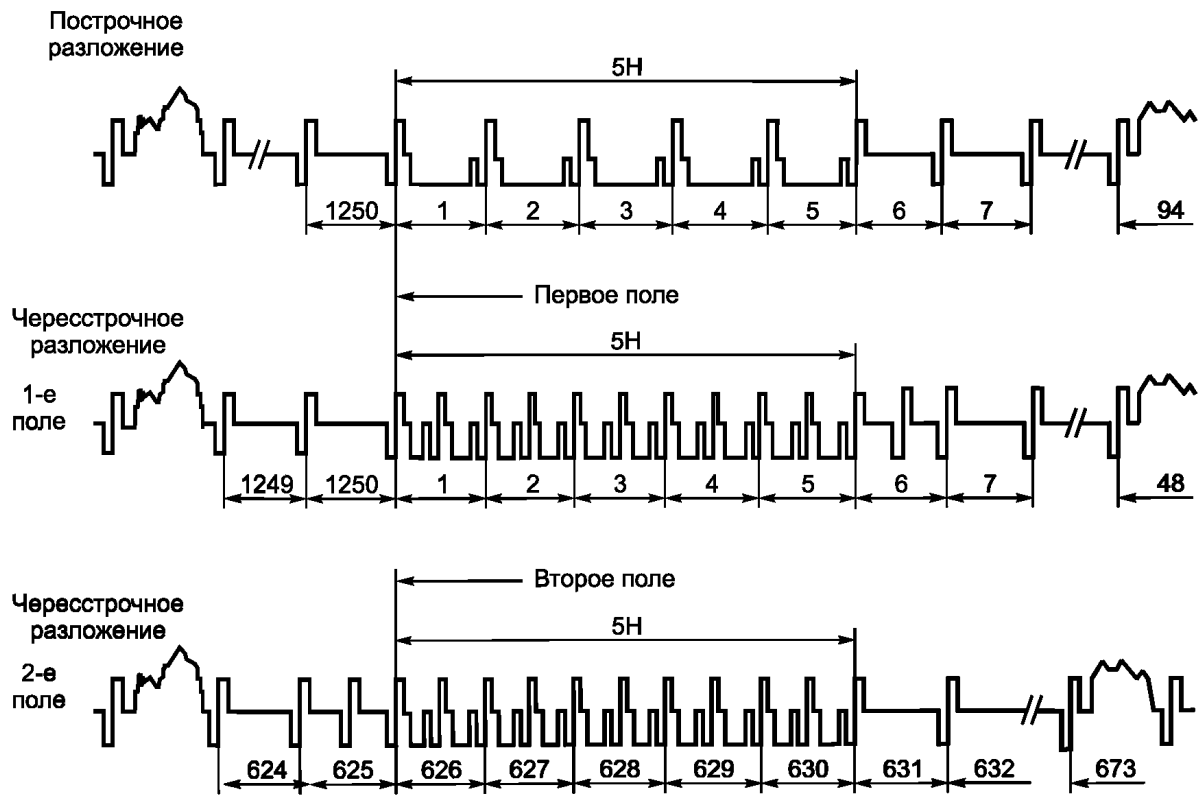 Построчное
разложение
5H
1250 1 2 3 4 5 6 7 94
Первое поле
Чересстрочное
разложение
5H
1-е
поле
1249 1250 1 2 3 4 5 6 7 48
Второе поле
Чересстрочное
разложение
5H
2-е
поле
624 625 626 627 628 629 630 631 632 673